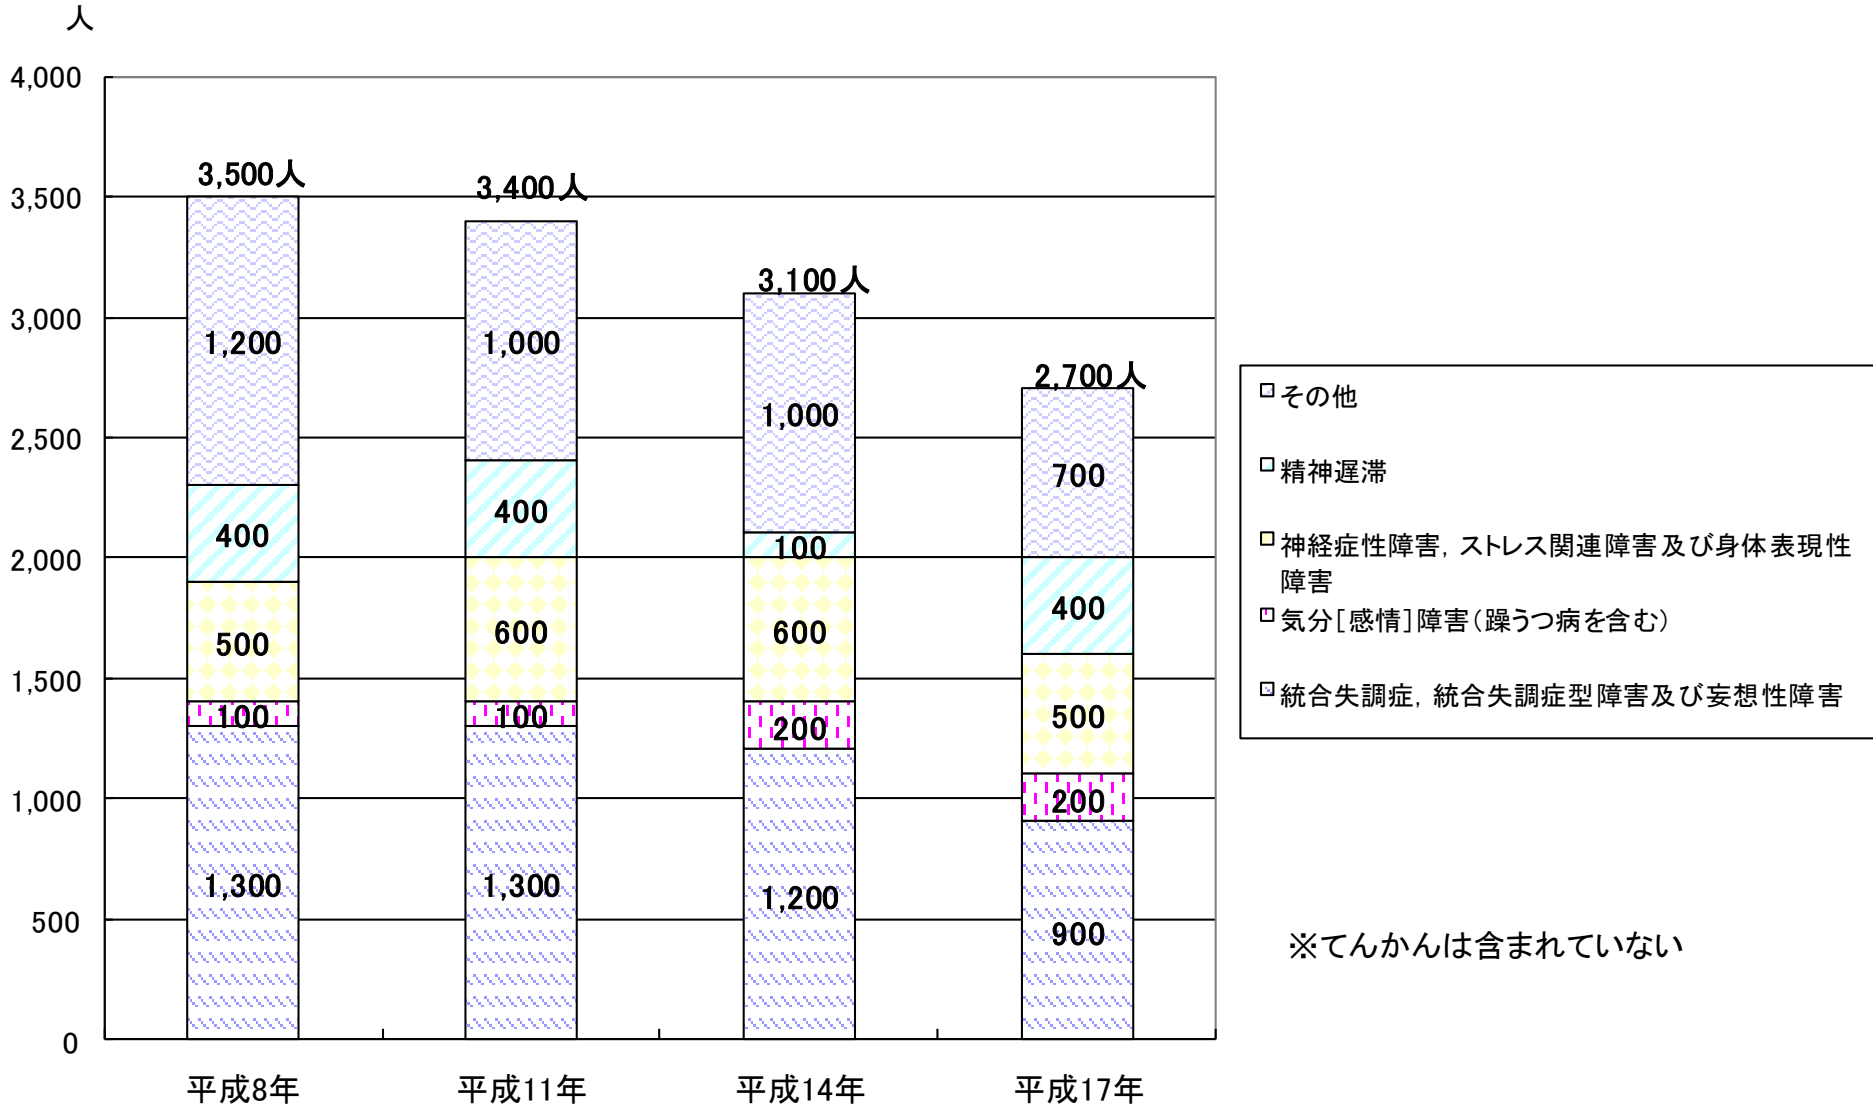 人
4,000
3,500
3,000
2,500
2,000
1,500
1,000
500
0
3,500人
1,200
400
500
100
1,300
3,400人
1,000
400
600
100
1,300
3,100人
1,000
100
600
200
1,200
2,700人
700
400
500
200
900
平成8年
平成11年
平成14年
平成17年
その他
精神遅滞
神経症性障害, ストレス関連障害及び身体表現性
障害
気分[感情]障害(躁うつ病を含む)
統合失調症, 統合失調症型障害及び妄想性障害
※てんかんは含まれていない